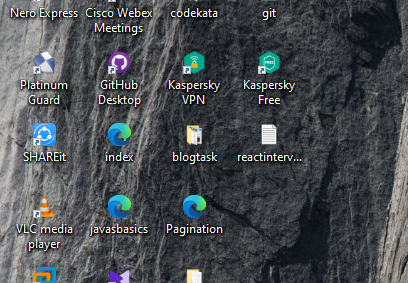 Nero Express
Cisco Webex
Meetings
codekata
git
Platinum
Guard
GitHub
Desktop
Kaspersky
VPN
Kaspersky
Free
SHAREit
index
blogtask
reactinterv...
VLC media
player
javasbasics
Pagination